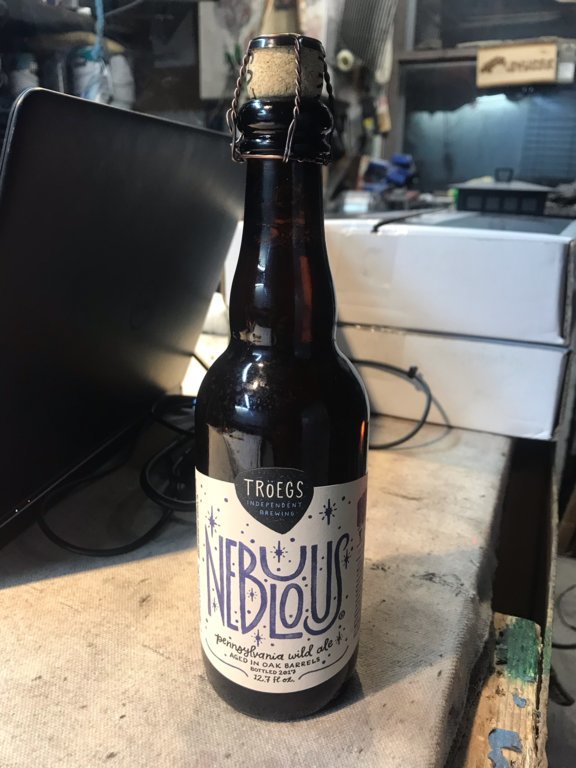 TRÖEGS
INDEPENDENT
BREWING
NEBULOUS
pennsylvania wild ale
AGED IN OAK BARRELS
BOTTLED 2017
12.7 fl oz.